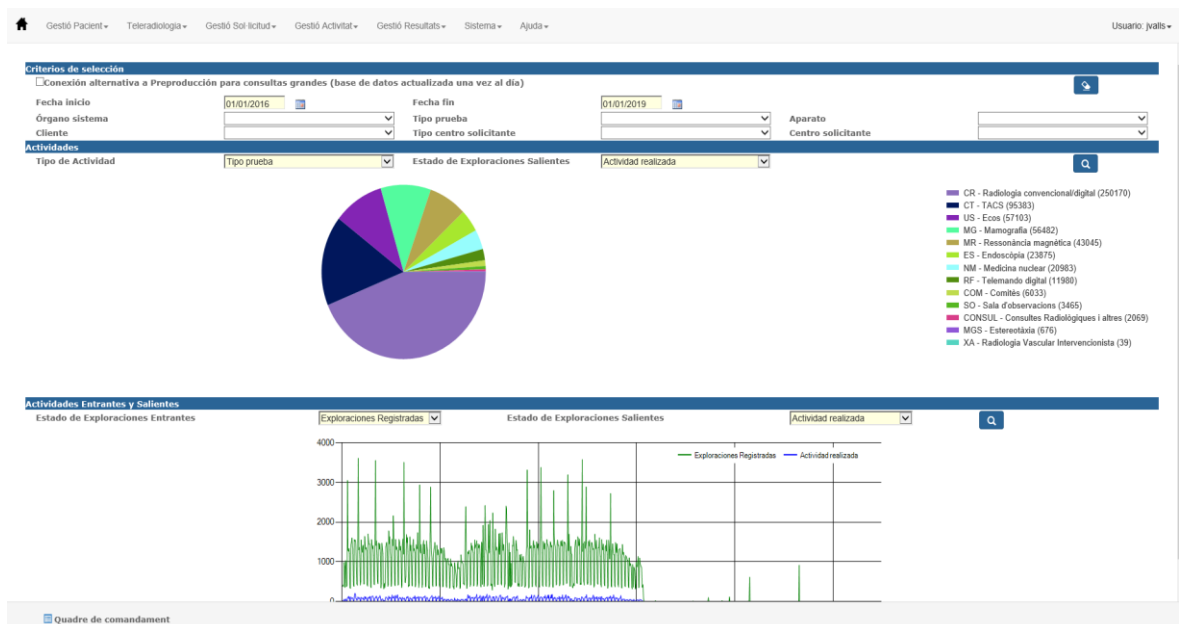 Gestió Pacient Teleradiologia Gestió Sol·licitud Gestió Activitat Gestió Resultats Sistema Ajuda Usuario: jvalls
Criterios de selección
Conexión alternativa a Preproducción para consultas grandes (base de datos actualizada una vez al día)
Fecha inicio 01/01/2016 Fecha fin 01/01/2019
Órgano sistema Tipo prueba Aparato
Cliente Tipo centro solicitante Centro solicitante
Actividades
Tipo de Actividad Tipo prueba Estado de Exploraciones Salientes Actividad realizada
CR - Radiologia convencional/digital (250170)
CT - TACS (95383)
US - Ecos (57103)
MG - Mamografia (56482)
MR - Ressonància magnètica (43045)
ES - Endoscòpia (23875)
NM - Medicina nuclear (20983)
RF - Telemando digital (11980)
COM - Comitès (6033)
SO - Sala d'observacions (3465)
CONSUL - Consultes Radiològiques i altres (2069)
MGS - Estereotàxia (676)
XA - Radiologia Vascular Intervencionista (39)
Actividades Entrantes y Salientes
Estado de Exploraciones Entrantes Exploraciones Registradas Estado de Exploraciones Salientes Actividad realizada
4000
Exploraciones Registradas Actividad realizada
3000
2000
1000
0
Quadre de comandament